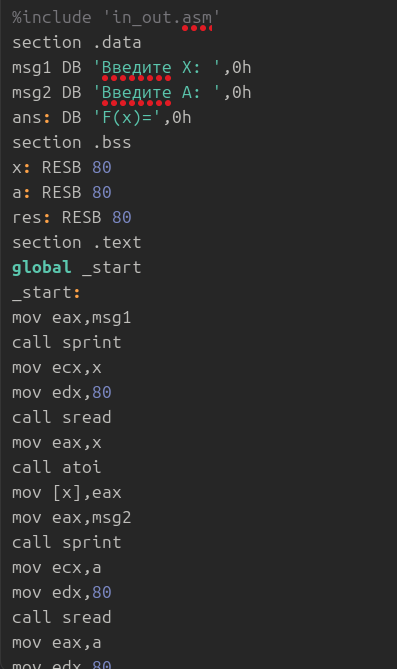 %include 'in_out.asm'
section .data
msg1 DB 'Введите X: ',0h
msg2 DB 'Введите A: ',0h
ans: DB 'F(x)=',0h
section .bss
x: RESB 80
a: RESB 80
res: RESB 80
section .text
global _start
_start:
mov eax,msg1
call sprint
mov ecx,x
mov edx,80
call sread
mov eax,x
call atoi
mov [x],eax
mov eax,msg2
call sprint
mov ecx,a
mov edx,80
call sread
mov eax,a
mov edx,80